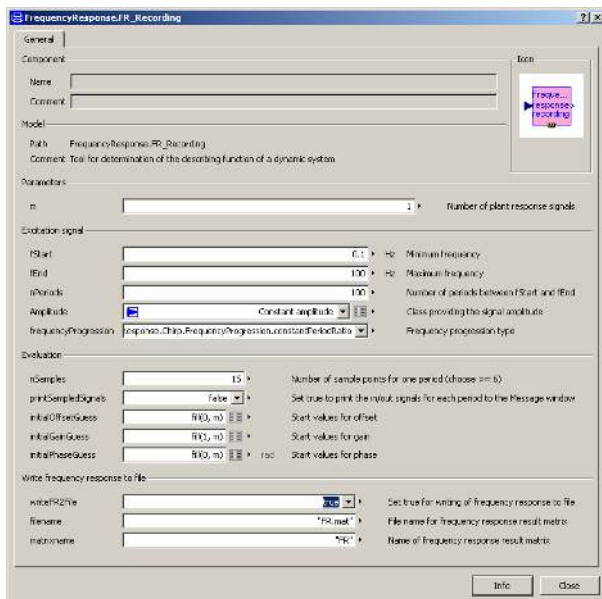 FrequencyResponse.FR_Recording
General
Component
Icon
Name
Comment
Freque...
response
recording
Model
Path FrequencyResponse.FR_Recording
Comment Tool for determination of the describing function of a dynamic system
Parameters
m 1 Number of plant response signals
Excitation signal
fStart 0.1 Hz Minimum frequency
fEnd 100 Hz Maximum frequency
nPeriods 100 Number of periods between fStart and fEnd
Amplitude Constant amplitude Class providing the signal amplitude
frequencyProgression response.Chirp.FrequencyProgression.constantPeriodRatio Frequency progression type
Evaluation
nSamples 15 Number of sample points for one period (choose >= 6)
printSampledSignals false Set true to print the in/out signals for each period to the Message window
initialOffsetGuess fill(0, m) Start values for offset
initialGainGuess fill(1, m) Start values for gain
initialPhaseGuess fill(0, m) rad Start values for phase
Write frequency response to file
writeFR2File true Set true for writing of frequency response to file
filename "FR.mat" File name for frequency response result matrix
matrixname "FR" Name of frequency response result matrix
Info Close